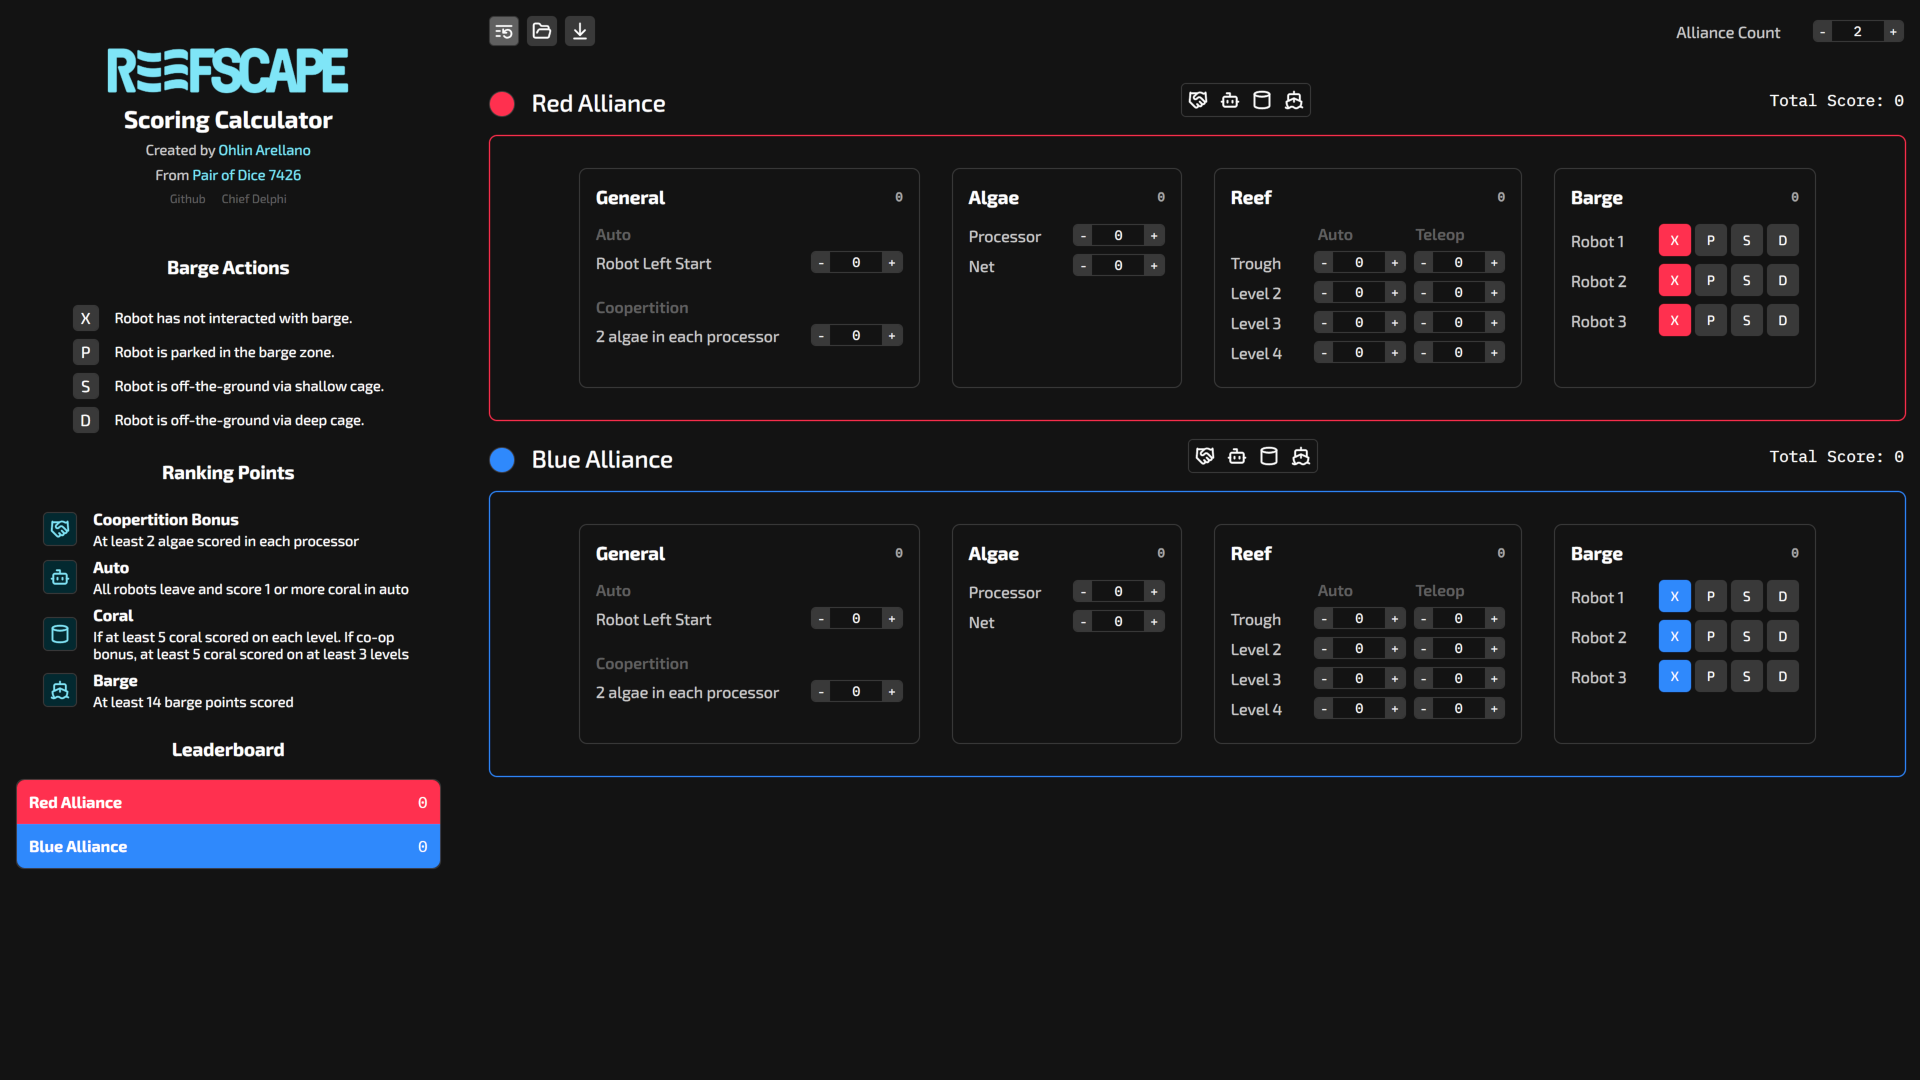 REEFSCAPE
Scoring Calculator
Created by Ohlin Arellano
From Pair of Dice 7426
Github Chief Delphi
Barge Actions
X Robot has not interacted with barge.
P Robot is parked in the barge zone.
S Robot is off-the-ground via shallow cage.
D Robot is off-the-ground via deep cage.
Ranking Points
Coopertition Bonus
At least 2 algae scored in each processor
Auto
All robots leave and score 1 or more coral in auto
Coral
If at least 5 coral scored on each level. If co-op
bonus, at least 5 coral scored on at least 3 levels
Barge
At least 14 barge points scored
Leaderboard
Red Alliance 0
Blue Alliance 0
Alliance Count - 2 +
Red Alliance
Total Score: 0
General 0
Auto
Robot Left Start - 0 +
Coopertition
2 algae in each processor - 0 +
Algae 0
Processor - 0 +
Net - 0 +
Reef 0
Auto Teleop
Trough - 0 + - 0 +
Level 2 - 0 + - 0 +
Level 3 - 0 + - 0 +
Level 4 - 0 + - 0 +
Barge 0
Robot 1 X P S D
Robot 2 X P S D
Robot 3 X P S D
Blue Alliance
Total Score: 0
General 0
Auto
Robot Left Start - 0 +
Coopertition
2 algae in each processor - 0 +
Algae 0
Processor - 0 +
Net - 0 +
Reef 0
Auto Teleop
Trough - 0 + - 0 +
Level 2 - 0 + - 0 +
Level 3 - 0 + - 0 +
Level 4 - 0 + - 0 +
Barge 0
Robot 1 X P S D
Robot 2 X P S D
Robot 3 X P S D